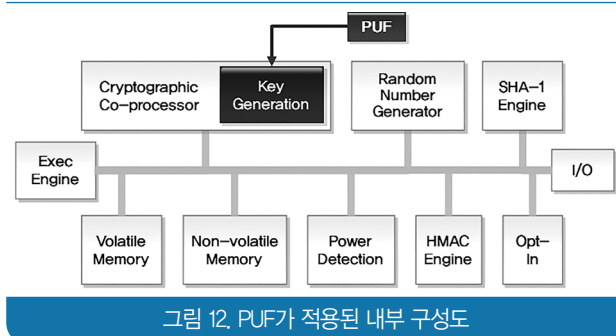 PUF
Cryptographic
Co-processor
Key
Generation
Random
Number
Generator
SHA-1
Engine
Exec
Engine
I/O
Volatile
Memory
Non-volatile
Memory
Power
Detection
HMAC
Engine
Opt-
In
그림 12. PUF가 적용된 내부 구성도